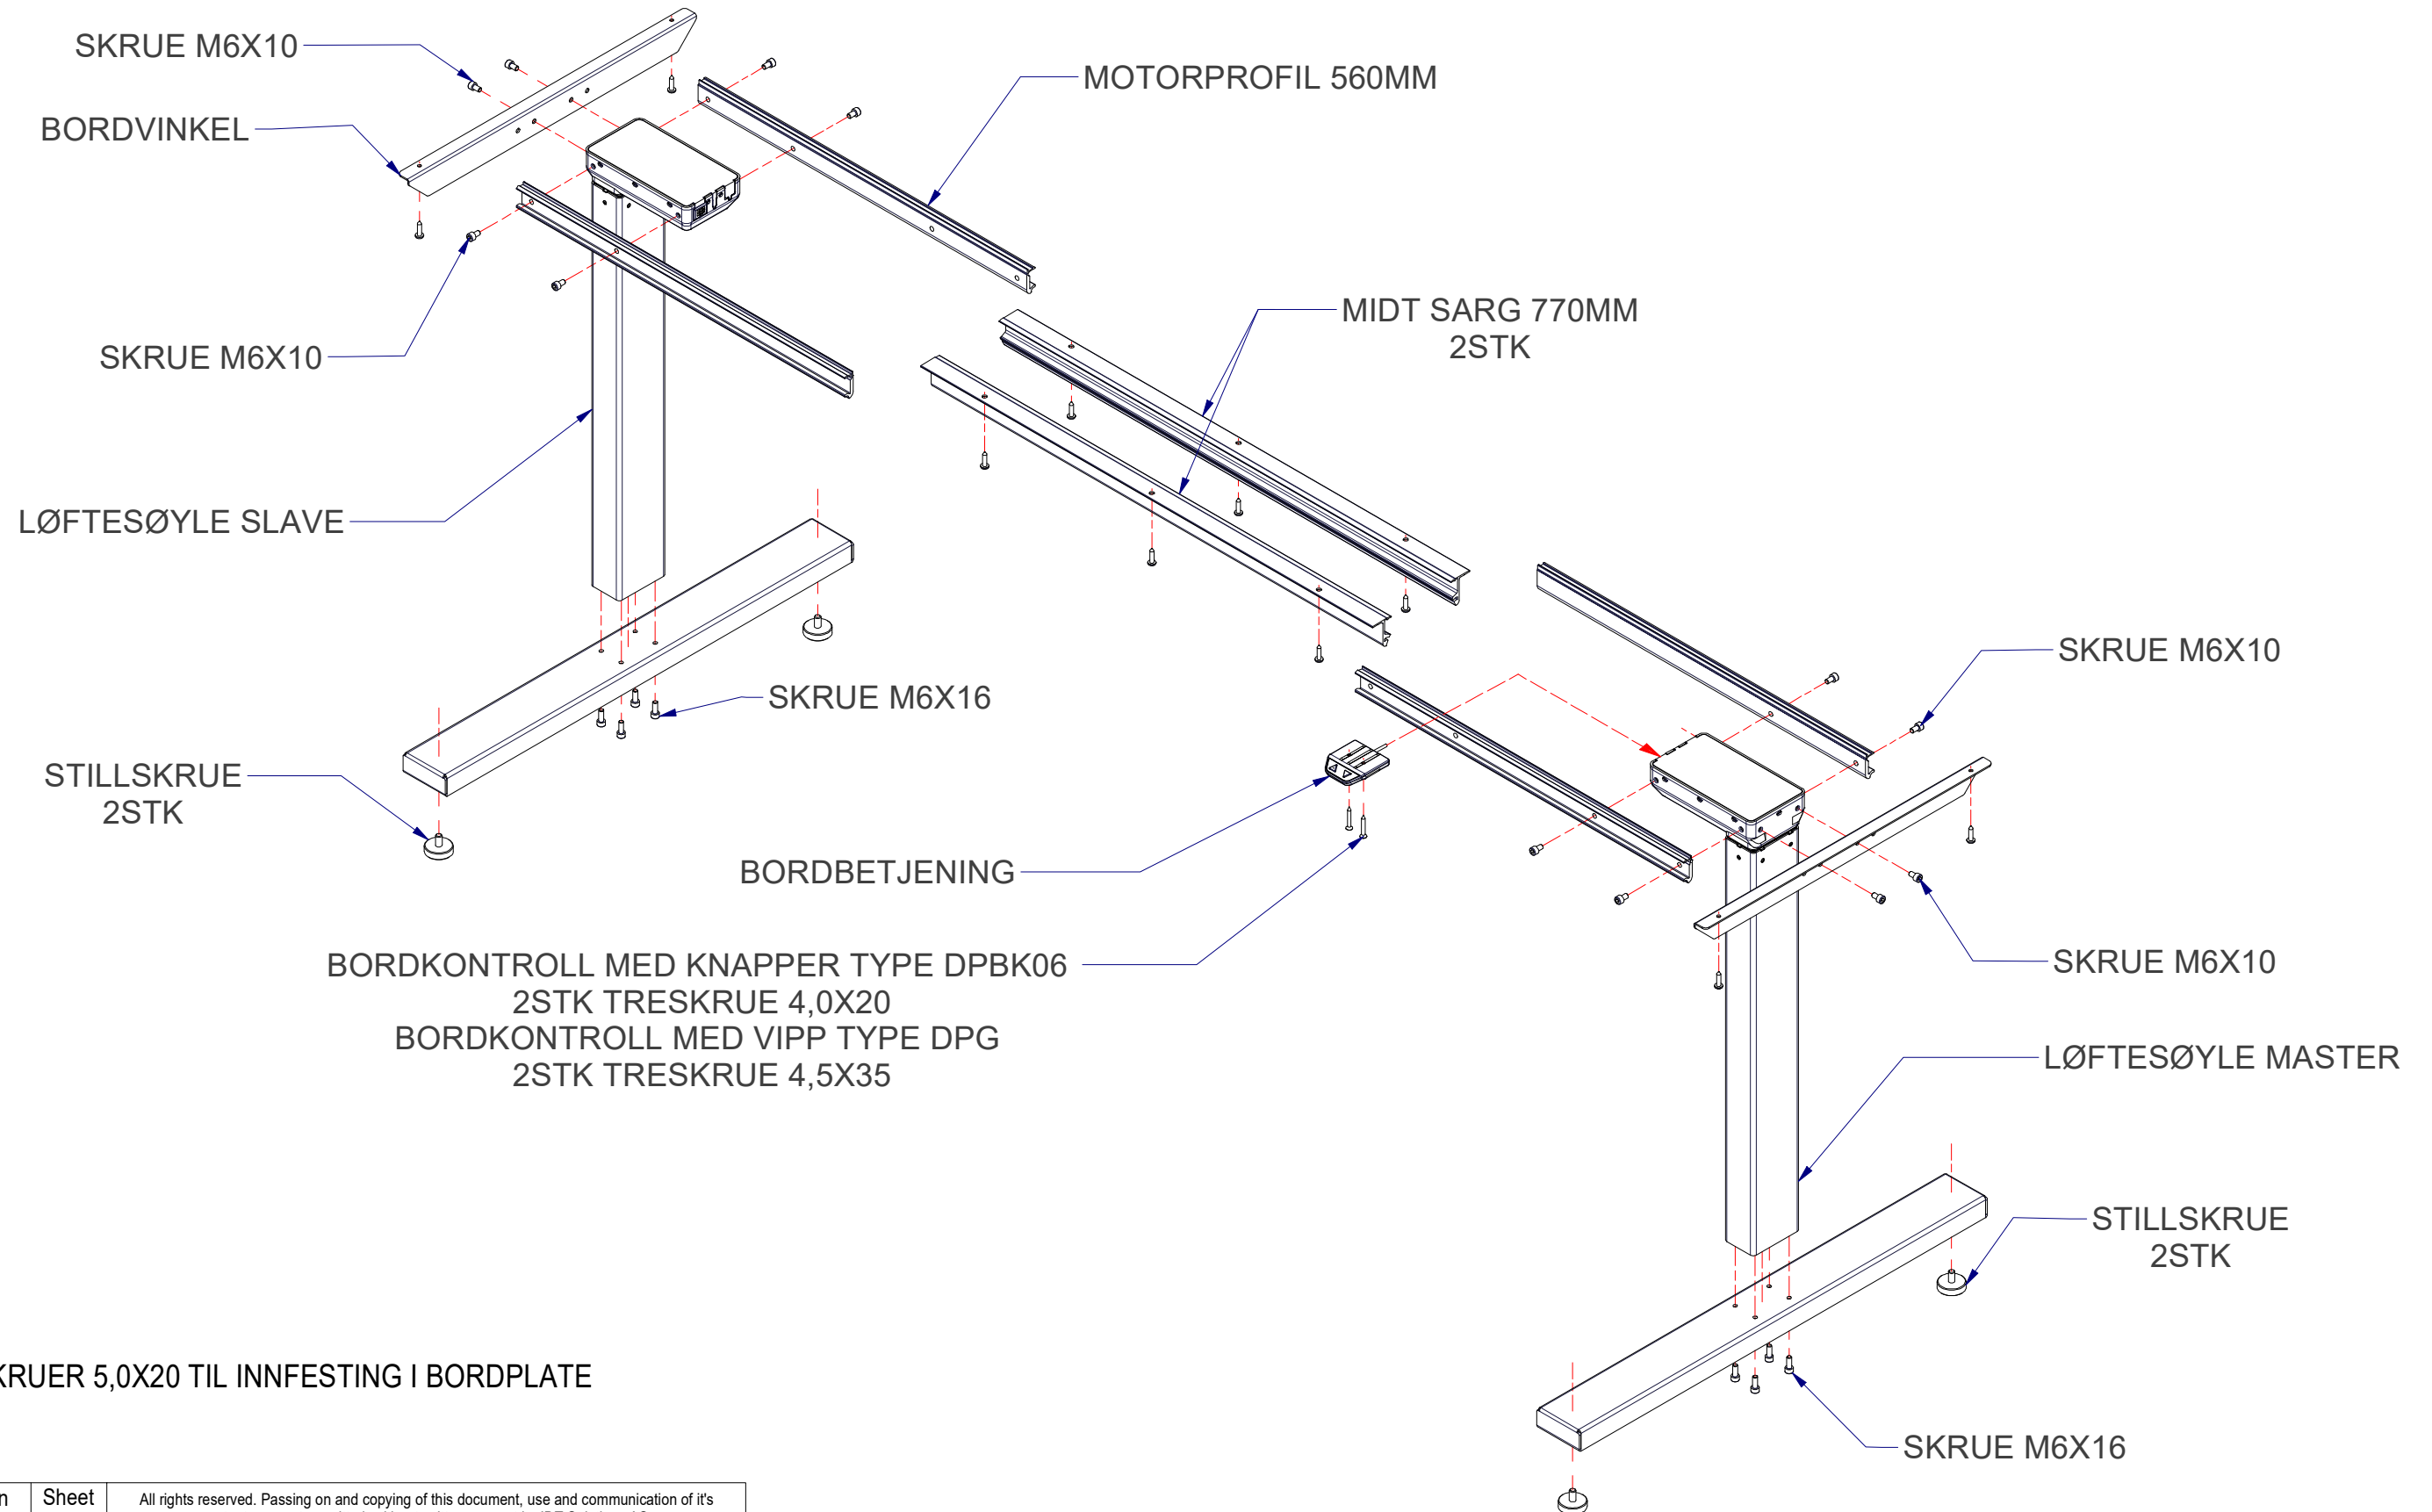 SKRUE M6X10
MOTORPROFIL 560MM
BORDVINKEL
MIDT SARG 770MM
2STK
SKRUE M6X10
LØFTESØYLE SLAVE
SKRUE M6X10
SKRUE M6X16
STILLSKRUE
2STK
BORDBETJENING
BORDKONTROLL MED KNAPPER TYPE DPBK06
2STK TRESKRUE 4,0X20
BORDKONTROLL MED VIPP TYPE DPG
2STK TRESKRUE 4,5X35
SKRUE M6X10
LØFTESØYLE MASTER
STILLSKRUE
2STK
5,0X20 TIL INNFESTING I BORDPLATE
SKRUE M6X16
Sheet
All rights reserved. Passing on and copying of this document, use and communication of it's